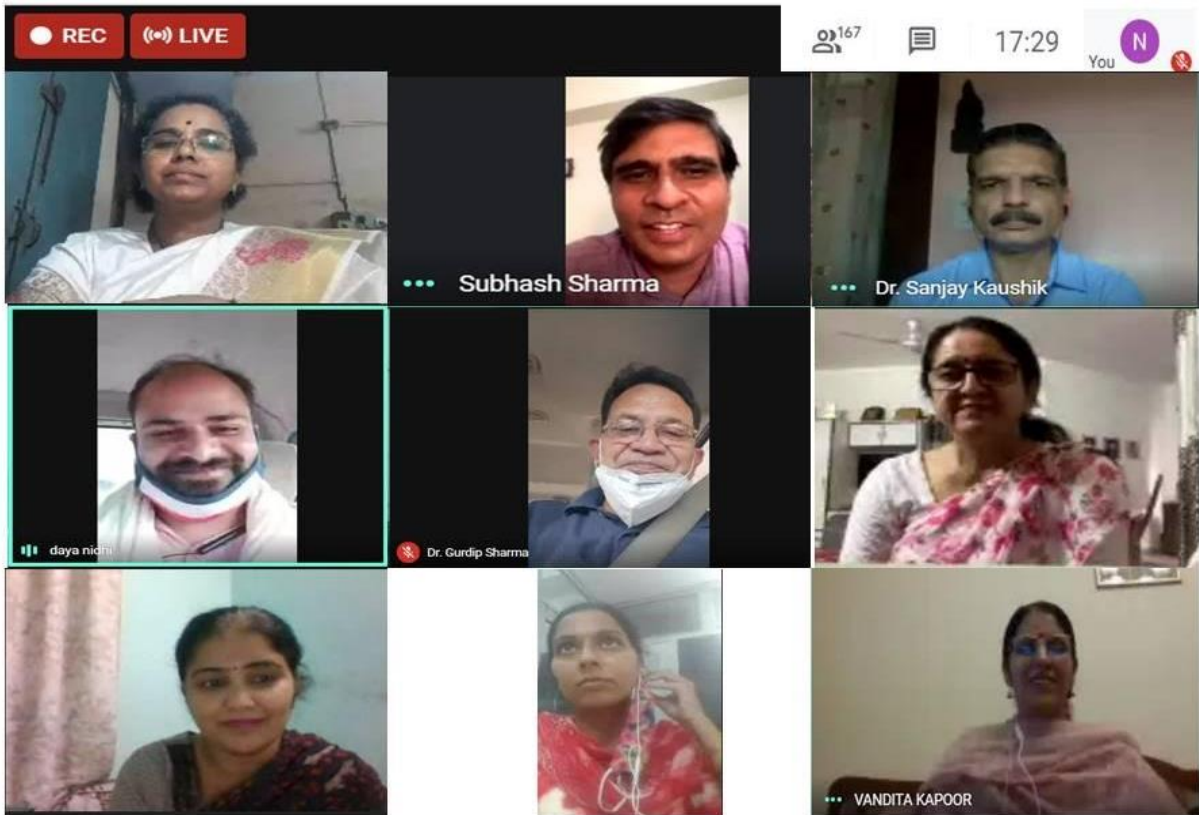 REC
LIVE
167
17:29
You
N
Subhash Sharma
Dr. Sanjay Kaushik
daya nidhi
Dr. Gurdip Sharma
VANDITA KAPOOR